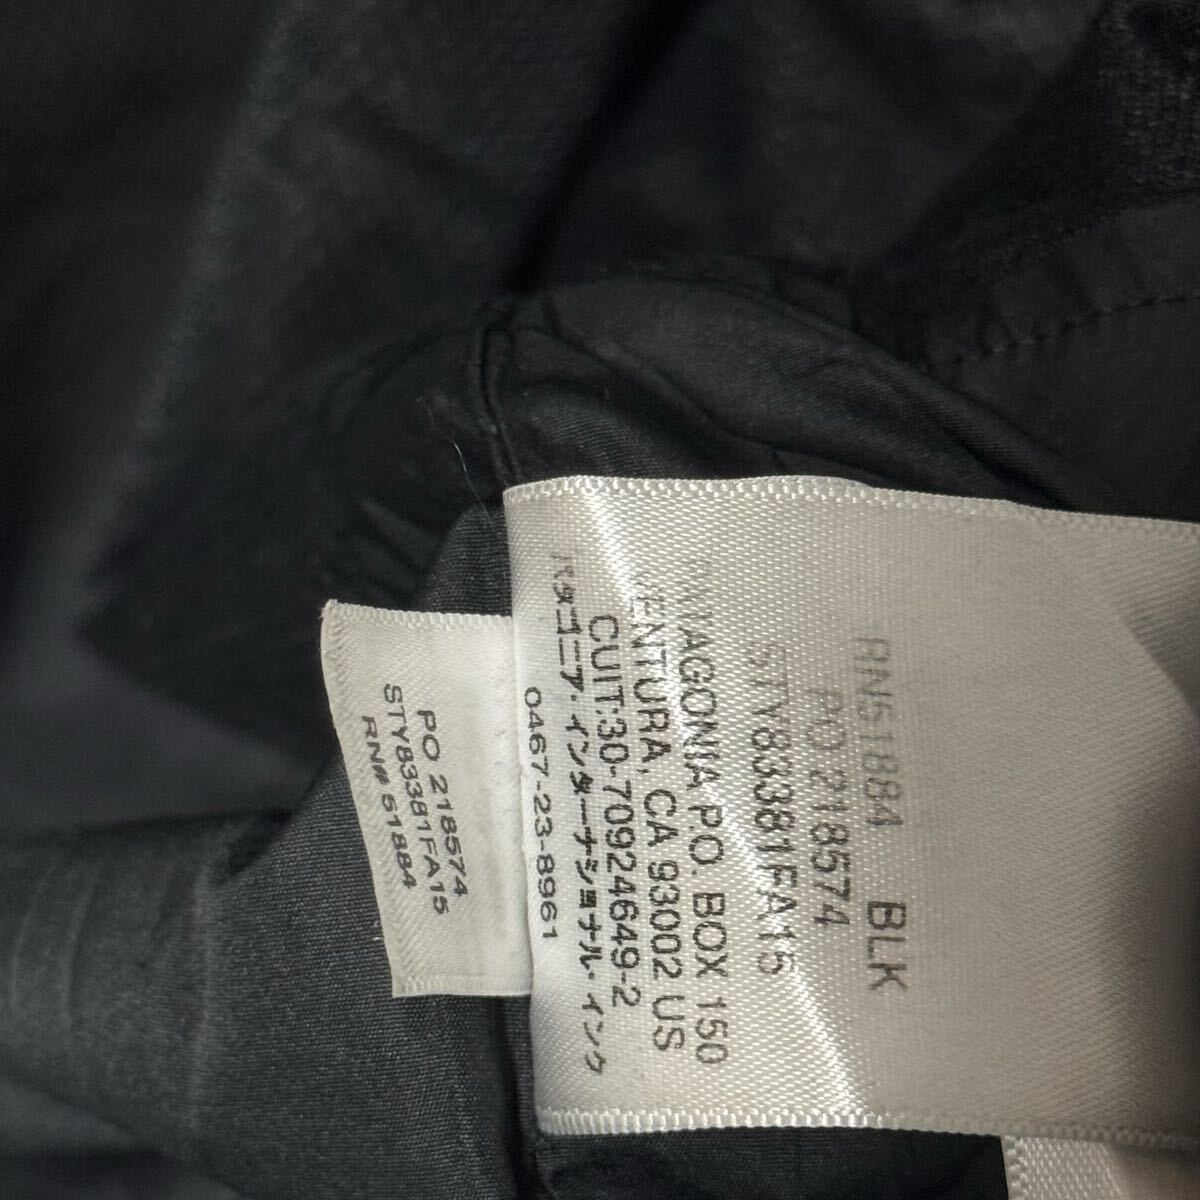 RN51884 BLK
PO 218574
STY83381FA15
P.O. BOX 150
VENTURA, CA 93002 US
CUIT:30-70924649-2
パタゴニア・インターナショナル・インク
0467-23-8961
PO 218574
STY83381FA15
RN# 51884